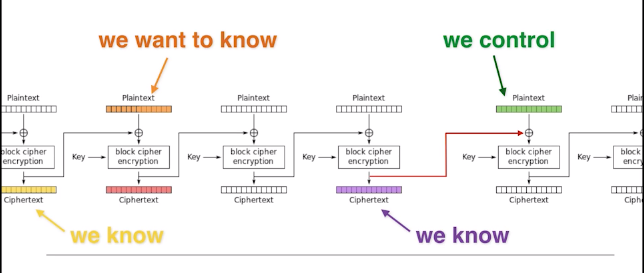 we want to know
we control
Plaintext
Plaintext
Plaintext
Plaintext
Plaintext
block cipher
encryption
Key
block cipher
encryption
Key
block cipher
encryption
Key
block cipher
encryption
Key
block cipher
encryption
Key
Ciphertext
Ciphertext
Ciphertext
Ciphertext
Ciphertext
we know
we know